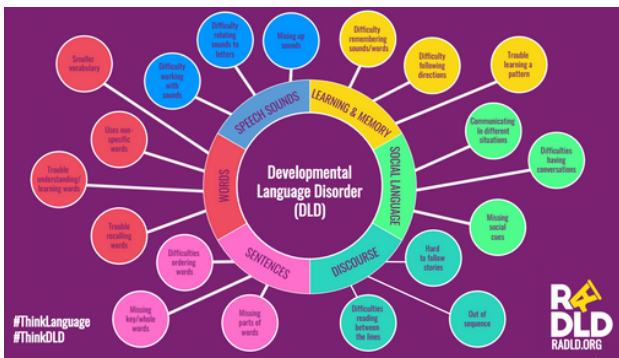 Developmental
Language Disorder
(DLD)
SPEECH SOUNDS
Difficulty
working
with
sounds
Difficulty
relating
sounds to
letters
Mixing up
sounds
LEARNING & MEMORY
Difficulty
remembering
sounds/words
Difficulty
following
directions
Trouble
learning a
pattern
SOCIAL LANGUAGE
Communicating
in different
situations
Difficulties
having
conversations
Missing
social
cues
DISCOURSE
Hard
to follow
stories
Out of
sequence
Difficulties
reading
between
the lines
SENTENCES
Missing
parts of
words
Missing
key/whole
words
Difficulties
ordering
words
WORDS
Trouble
recalling
words
Trouble
understanding/
learning words
Uses non-
specific
words
Smaller
vocabulary
#ThinkLanguage
#ThinkDLD
RADLD
RADLD.ORG